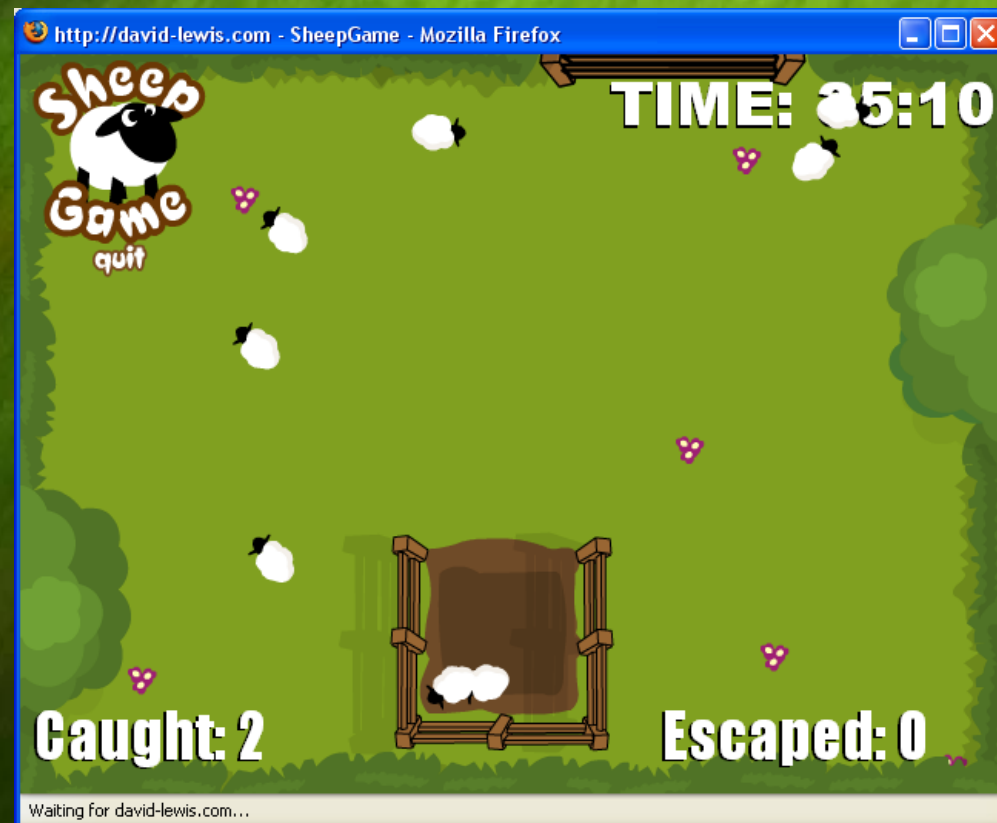 http://david-lewis.com - SheepGame - Mozilla Firefox
Sheep
Game
quit
TIME: 5:10
Caught: 2
Escaped: 0
Waiting for david-lewis.com...